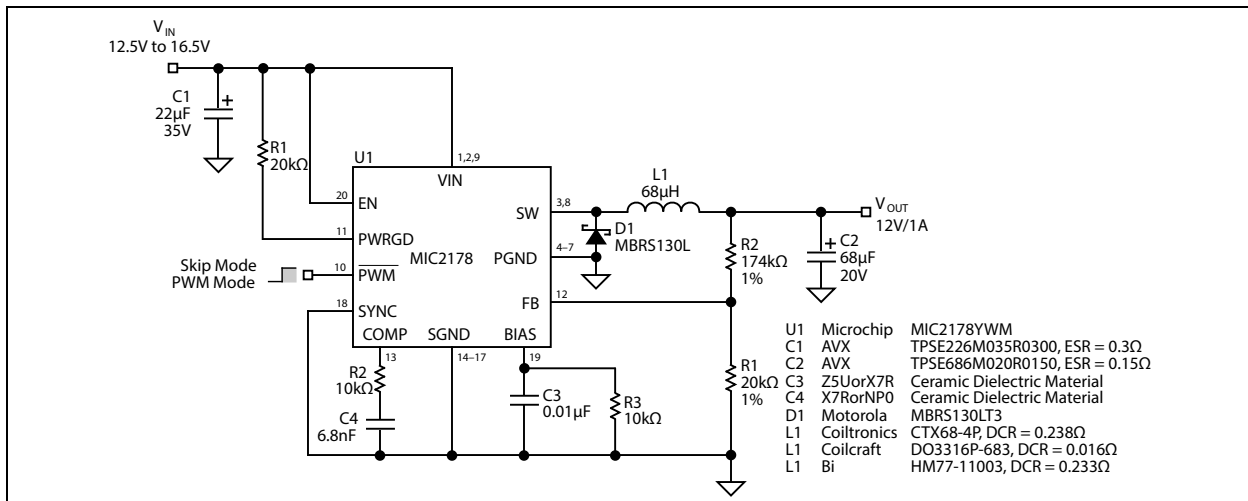 V_IN
12.5V to 16.5V
C1
22µF
35V
+
R1
20kΩ
U1
1,2,9
VIN
20
EN
11
PWRGD
MIC2178
10
PWM
18
SYNC
Skip Mode
PWM Mode
3,8
SW
4–7
PGND
12
FB
COMP
13
SGND
14–17
BIAS
19
L1
68µH
D1
MBRS130L
V_OUT
12V/1A
R2
174kΩ
1%
+
C2
68µF
20V
R1
20kΩ
1%
R2
10kΩ
C4
6.8nF
C3
0.01µF
R3
10kΩ
U1 Microchip MIC2178YWM
C1 AVX TPSE226M035R0300, ESR = 0.3Ω
C2 AVX TPSE686M020R0150, ESR = 0.15Ω
C3 Z5UorX7R Ceramic Dielectric Material
C4 X7RorNP0 Ceramic Dielectric Material
D1 Motorola MBRS130LT3
L1 Coiltronics CTX68-4P, DCR = 0.238Ω
L1 Coilcraft DO3316P-683, DCR = 0.016Ω
L1 Bi HM77-11003, DCR = 0.233Ω